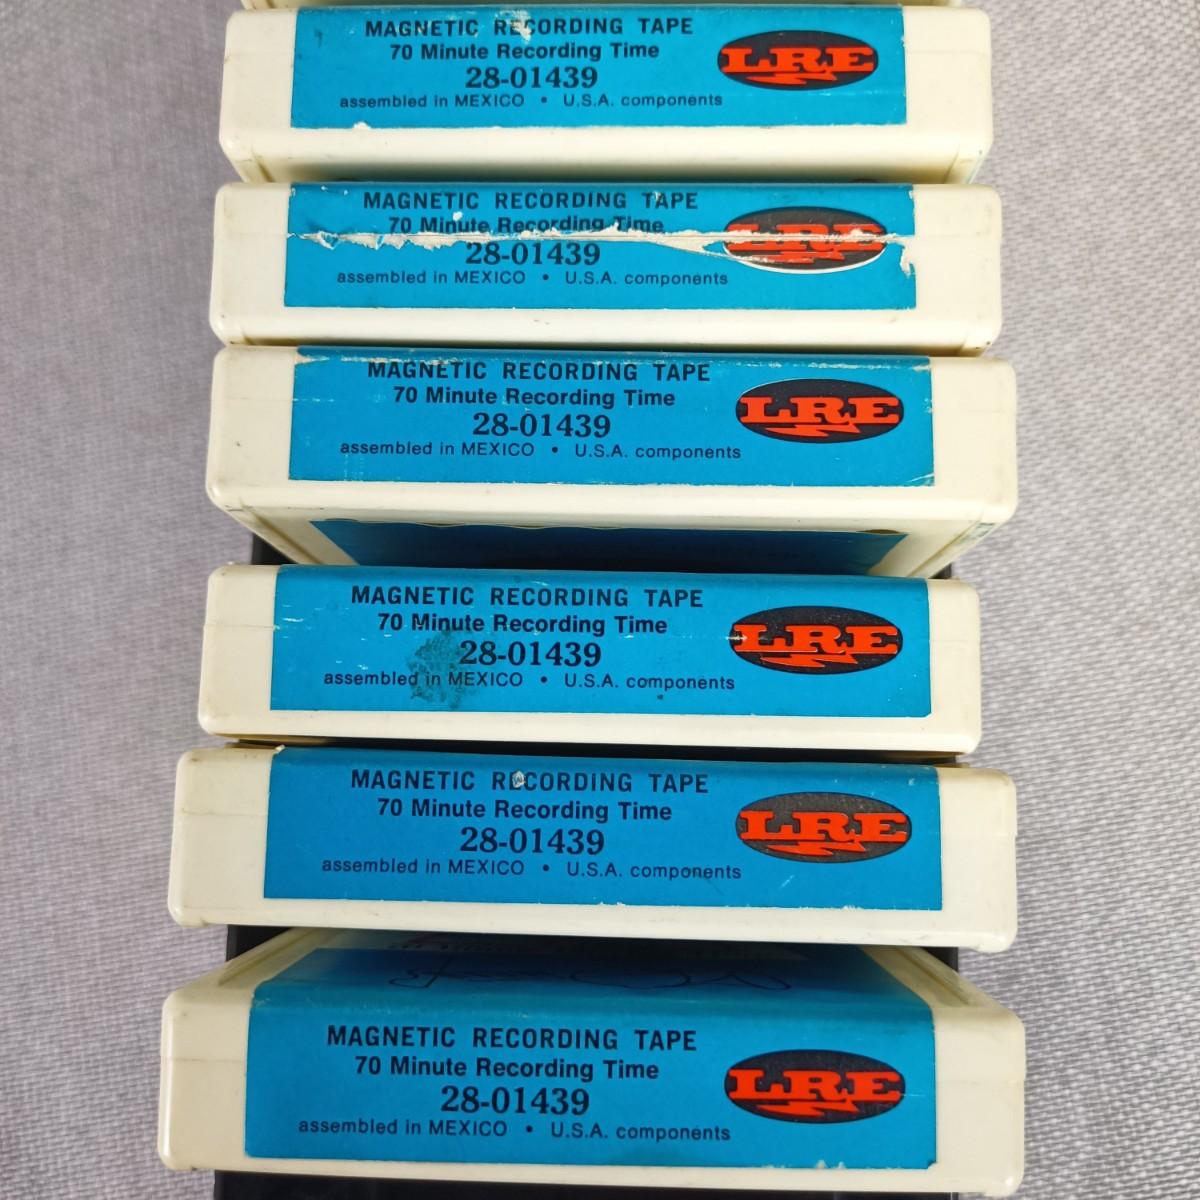 MAGNETIC RECORDING TAPE
70 Minute Recording Time
28-01439
assembled in MEXICO • U.S.A. components
LRE
MAGNETIC RECORDING TAPE
70 Minute Recording Time
28-01439
assembled in MEXICO • U.S.A. components
LRE
MAGNETIC RECORDING TAPE
70 Minute Recording Time
28-01439
assembled in MEXICO • U.S.A. components
LRE
MAGNETIC RECORDING TAPE
70 Minute Recording Time
28-01439
assembled in MEXICO • U.S.A. components
LRE
MAGNETIC RECORDING TAPE
70 Minute Recording Time
28-01439
assembled in MEXICO • U.S.A. components
LRE
MAGNETIC RECORDING TAPE
70 Minute Recording Time
28-01439
assembled in MEXICO • U.S.A. components
LRE